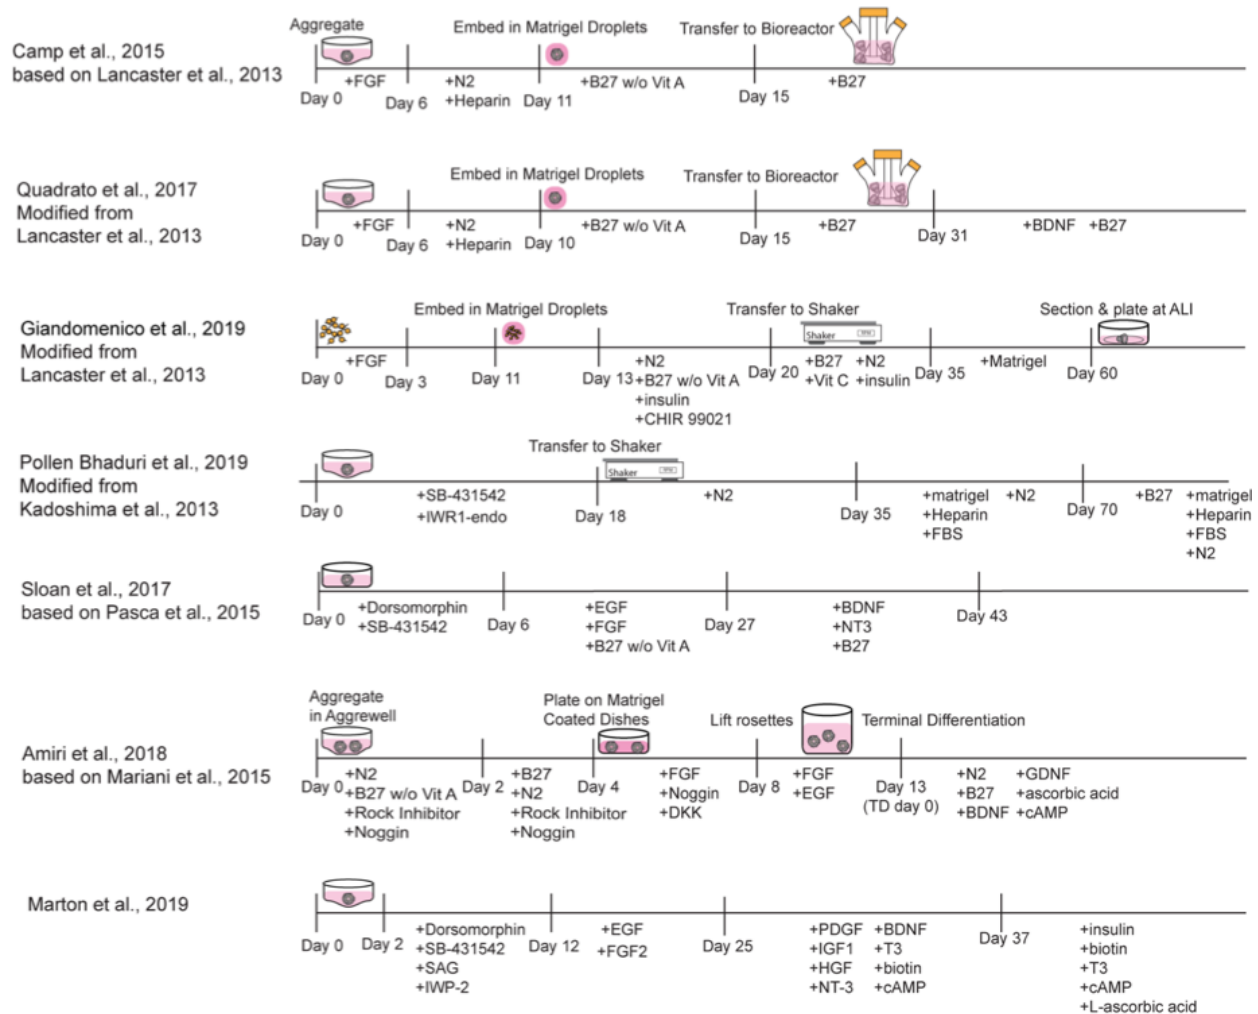 Camp et al., 2015
based on Lancaster et al., 2013
Aggregate
Embed in Matrigel Droplets
Transfer to Bioreactor
+FGF
+N2
+Heparin
+B27 w/o Vit A
+B27
Day 0
Day 6
Day 11
Day 15
Quadrato et al., 2017
Modified from
Lancaster et al., 2013
Embed in Matrigel Droplets
Transfer to Bioreactor
+FGF
+N2
+Heparin
+B27 w/o Vit A
+B27
+BDNF
+B27
Day 0
Day 6
Day 10
Day 15
Day 31
Giandomenico et al., 2019
Modified from
Lancaster et al., 2013
Embed in Matrigel Droplets
Transfer to Shaker
Section & plate at ALI
Shaker
+FGF
+N2
+B27 w/o Vit A
+insulin
+CHIR 99021
+B27
+Vit C
+N2
+insulin
+Matrigel
Day 0
Day 3
Day 11
Day 13
Day 20
Day 35
Day 60
Pollen Bhaduri et al., 2019
Modified from
Kadoshima et al., 2013
Transfer to Shaker
Shaker
+SB-431542
+IWR1-endo
+N2
+matrigel
+Heparin
+FBS
+N2
+B27
+matrigel
+Heparin
+FBS
+N2
Day 0
Day 18
Day 35
Day 70
Sloan et al., 2017
based on Pasca et al., 2015
+Dorsomorphin
+SB-431542
+EGF
+FGF
+B27 w/o Vit A
+BDNF
+NT3
+B27
Day 0
Day 6
Day 27
Day 43
Amiri et al., 2018
based on Mariani et al., 2015
Aggregate
in Aggrewell
Plate on Matrigel
Coated Dishes
Lift rosettes
Terminal Differentiation
+N2
+B27 w/o Vit A
+Rock Inhibitor
+Noggin
+B27
+N2
+Rock Inhibitor
+Noggin
+FGF
+Noggin
+DKK
+FGF
+EGF
+N2
+B27
+BDNF
+GDNF
+ascorbic acid
+cAMP
Day 0
Day 2
Day 4
Day 8
Day 13
(TD day 0)
Marton et al., 2019
+Dorsomorphin
+SB-431542
+SAG
+IWP-2
+EGF
+FGF2
+PDGF
+IGF1
+HGF
+NT-3
+BDNF
+T3
+biotin
+cAMP
+insulin
+biotin
+T3
+cAMP
+L-ascorbic acid
Day 0
Day 2
Day 12
Day 25
Day 37